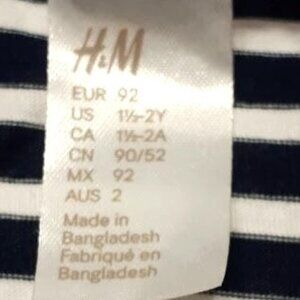 H&M
EUR 92
US 1½-2Y
CA 1½-2A
CN 90/52
MX 92
AUS 2
Made in
Bangladesh
Fabriqué en
Bangladesh